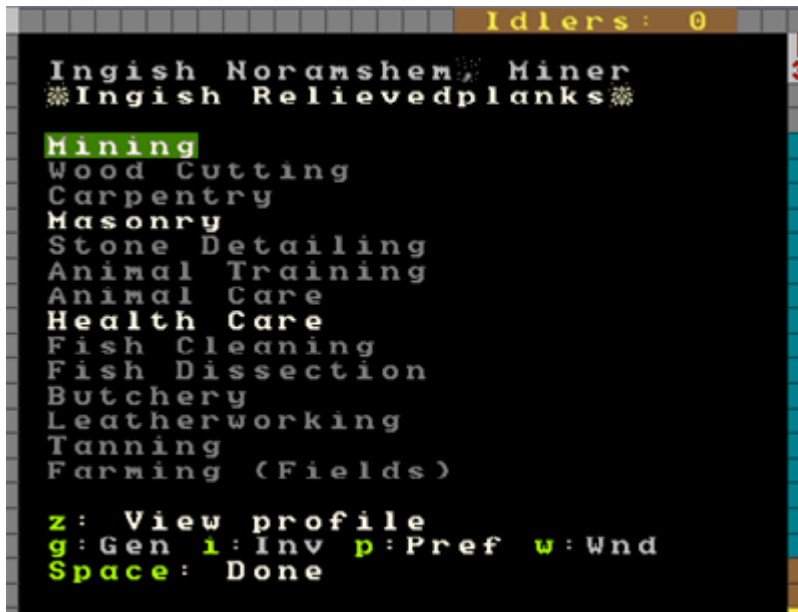 Idlers: 0
Ingish Noramshem, Miner
☼Ingish Relievedplanks☼
Mining
Wood Cutting
Carpentry
Masonry
Stone Detailing
Animal Training
Animal Care
Health Care
Fish Cleaning
Fish Dissection
Butchery
Leatherworking
Tanning
Farming (Fields)
z: View profile
g:Gen i:Inv p:Pref w:Wnd
Space: Done